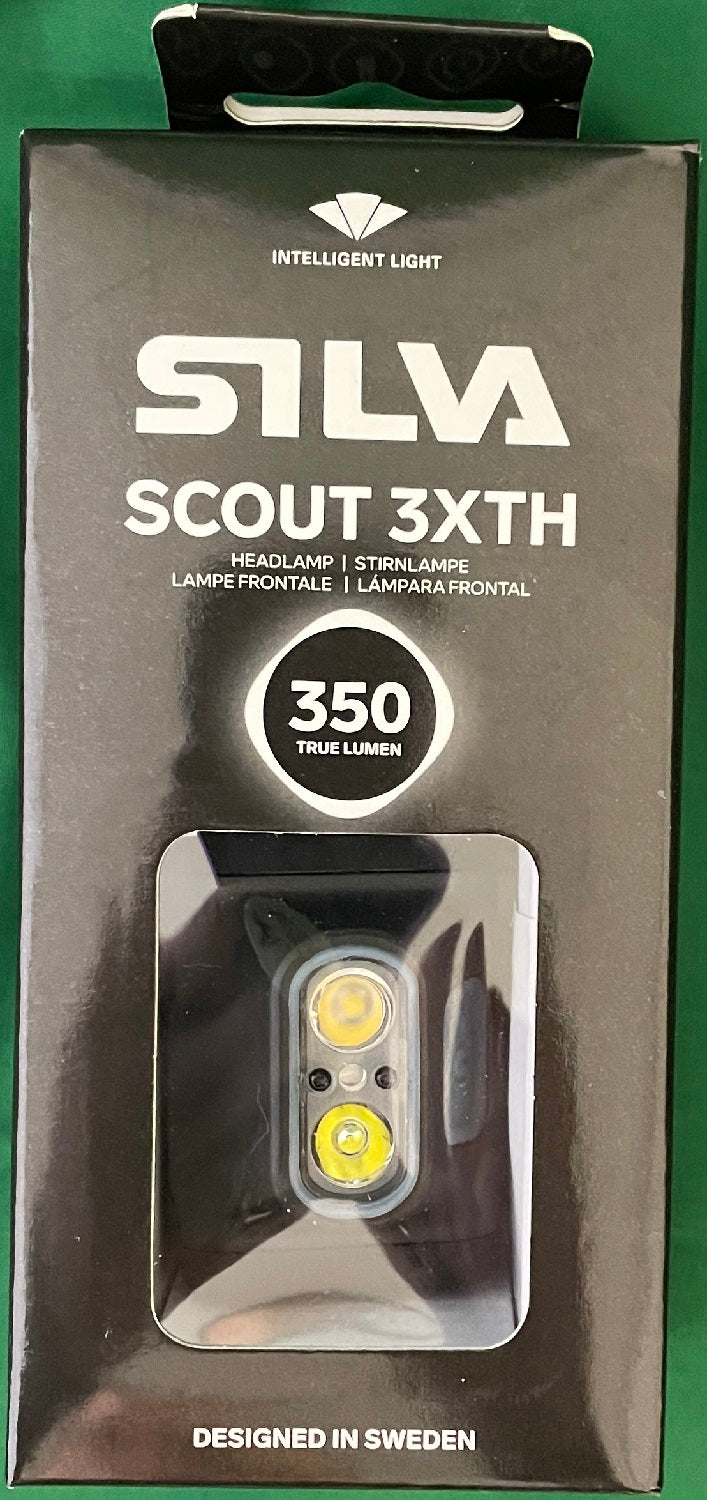 INTELLIGENT LIGHT
SILVA
SCOUT 3XTH
HEADLAMP | STIRNLAMPE
LAMPE FRONTALE | LÁMPARA FRONTAL
350
TRUE LUMEN
DESIGNED IN SWEDEN